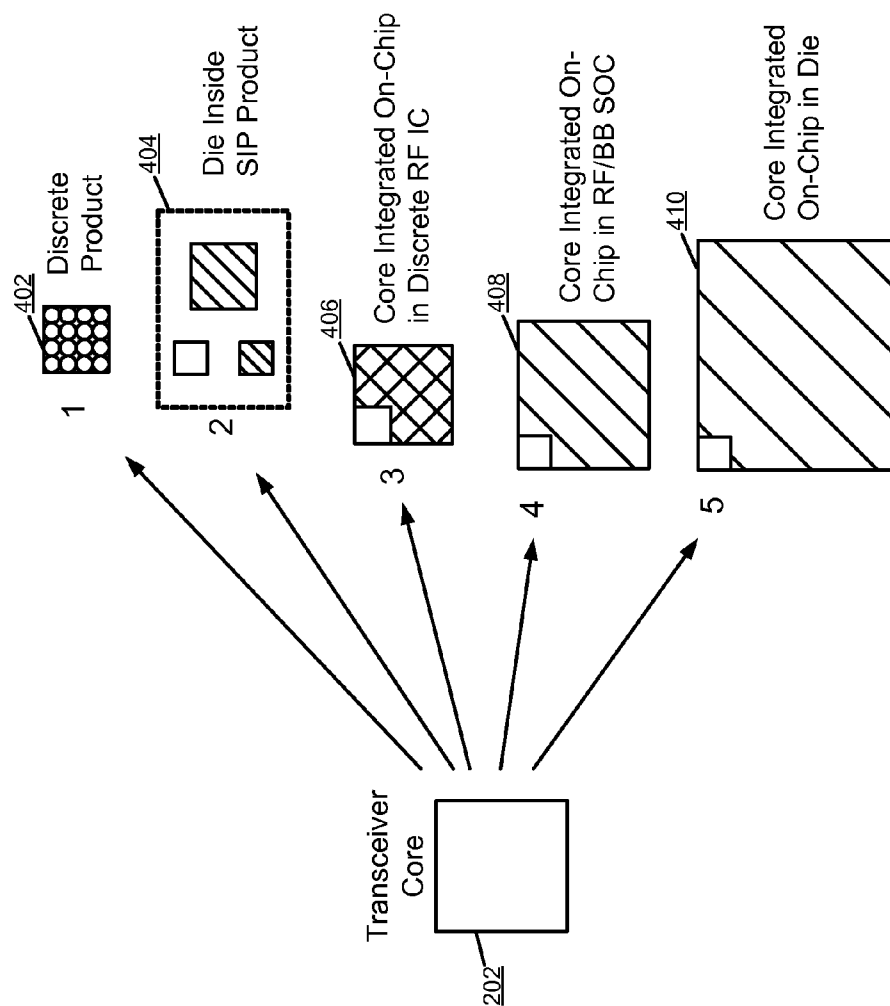 Transceiver
Core
202
1
402
Discrete
Product
2
404
Die Inside
SIP Product
3
406
Core Integrated On-Chip
in Discrete RF IC
4
408
Core Integrated On-
Chip in RF/BB SOC
5
410
Core Integrated
On-Chip in Die